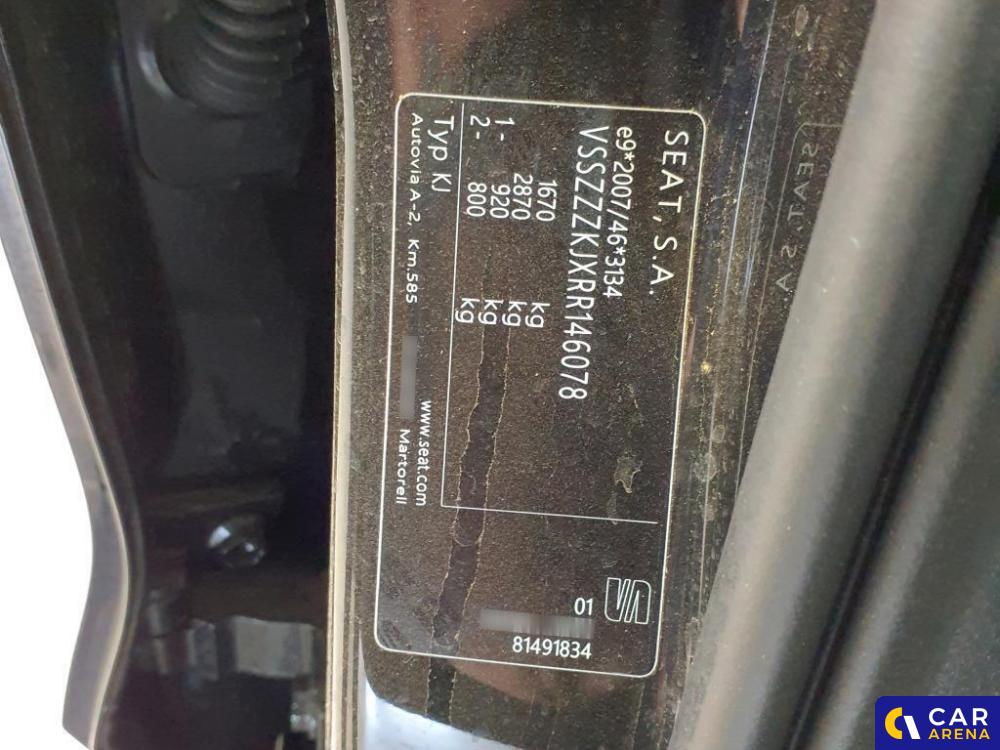 SEAT, S.A.
e9*2007/46*3134
VSSZZZKJXRR146078
1670 kg
2870 kg
1- 920 kg
2- 800 kg
Typ KJ
www.seat.com
Autovia A-2, Km.585
Martorell
01
81491834
CAR
ARENA